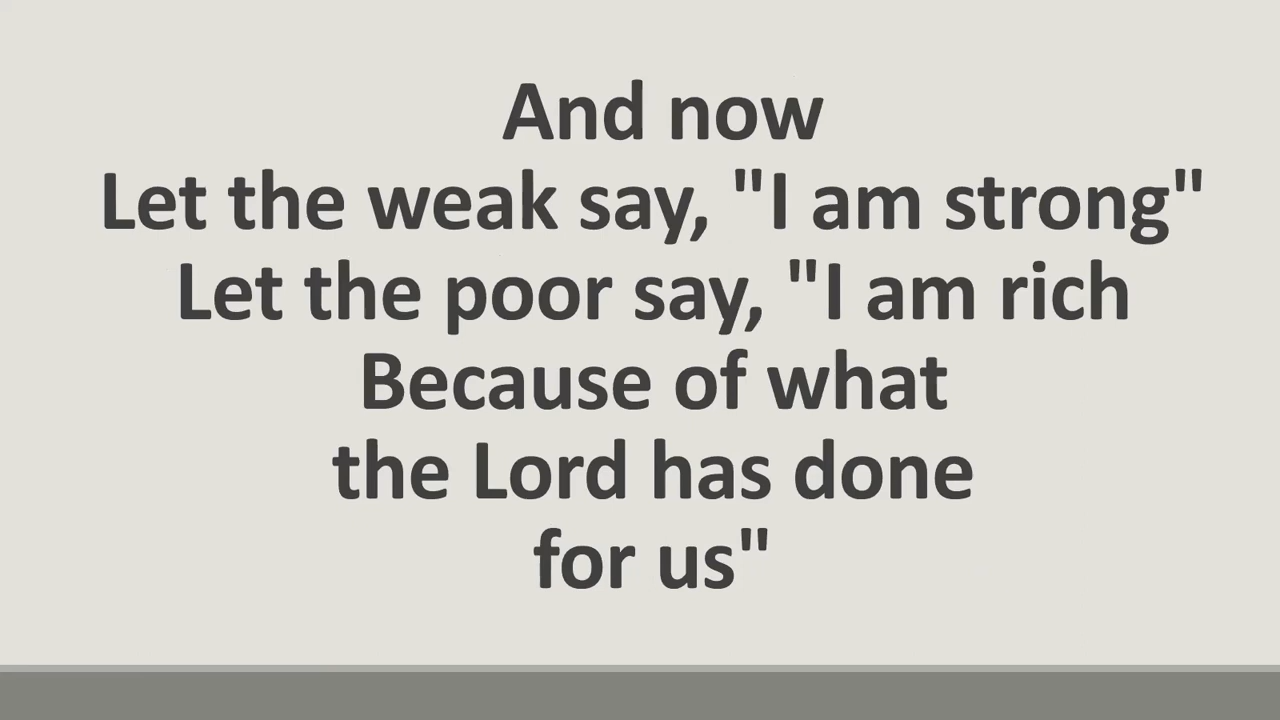 And now
Let the weak say, "I am strong"
Let the poor say, "I am rich
Because of what
the Lord has done
for us"